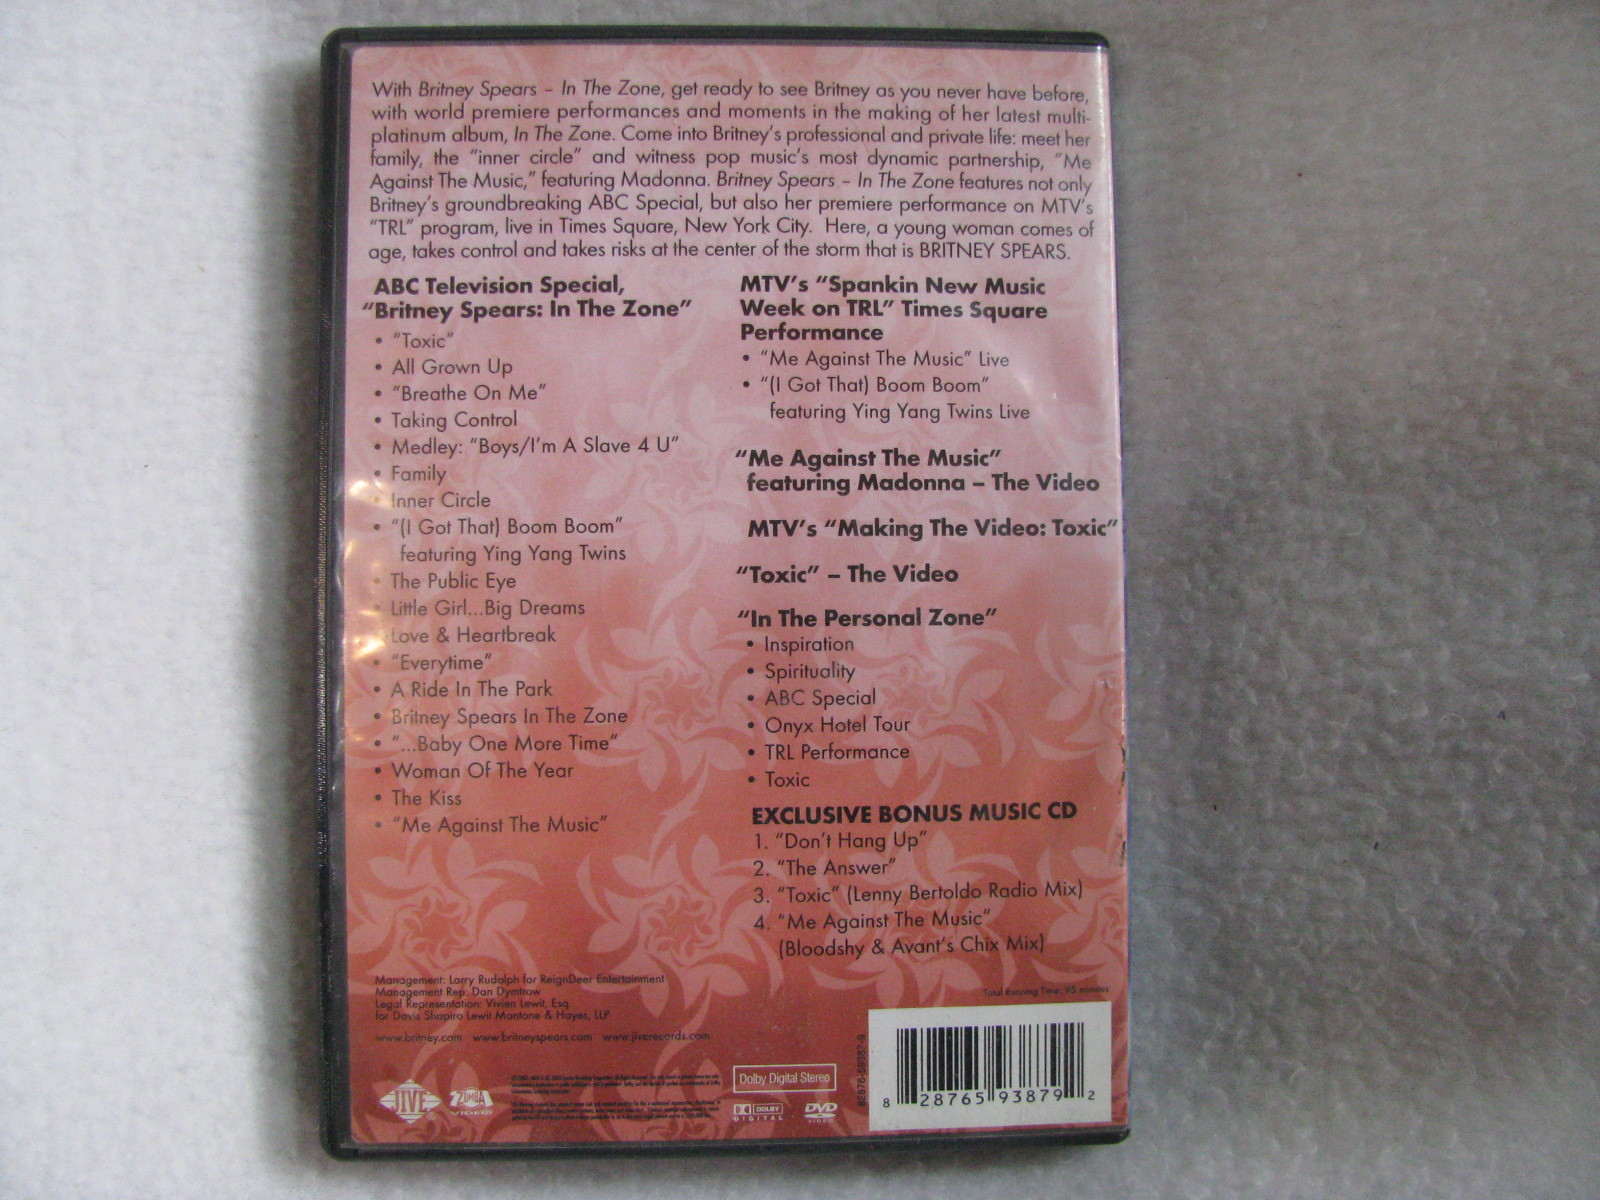 With Britney Spears – In The Zone, get ready to see Britney as you never have before,
with world premiere performances and moments in the making of her latest multi-
platinum album, In The Zone. Come into Britney's professional and private life: meet her
family, the "inner circle" and witness pop music's most dynamic partnership, "Me
Against The Music," featuring Madonna. Britney Spears – In The Zone features not only
Britney's groundbreaking ABC Special, but also her premiere performance on MTV's
"TRL" program, live in Times Square, New York City. Here, a young woman comes of
age, takes control and takes risks at the center of the storm that is BRITNEY SPEARS.
ABC Television Special,
"Britney Spears: In The Zone"
• "Toxic"
• All Grown Up
• "Breathe On Me"
• Taking Control
• Medley: "Boys/I'm A Slave 4 U"
• Family
• Inner Circle
• "(I Got That) Boom Boom"
featuring Ying Yang Twins
• The Public Eye
• Little Girl...Big Dreams
• Love & Heartbreak
• "Everytime"
• A Ride In The Park
• Britney Spears In The Zone
• "...Baby One More Time"
• Woman Of The Year
• The Kiss
• "Me Against The Music"
MTV's "Spankin New Music
Week on TRL" Times Square
Performance
• "Me Against The Music" Live
• "(I Got That) Boom Boom"
featuring Ying Yang Twins Live
"Me Against The Music"
featuring Madonna – The Video
MTV's "Making The Video: Toxic"
"Toxic" – The Video
"In The Personal Zone"
• Inspiration
• Spirituality
• ABC Special
• Onyx Hotel Tour
• TRL Performance
• Toxic
EXCLUSIVE BONUS MUSIC CD
1. "Don't Hang Up"
2. "The Answer"
3. "Toxic" (Lenny Bertoldo Radio Mix)
4. "Me Against The Music"
(Bloodshy & Avant's Chix Mix)
Management: Larry Rudolph for ReignDeer Entertainment
Management Rep: Dan Dymtrow
Legal Representation: Vivien Lewit, Esq.
for Davis Shapiro Lewit Montone & Hayes, LLP
www.britney.com www.britneyspears.com www.jiverecords.com
Total Running Time: 95 minutes
JIVE
ZOMBA
VIDEO
Dolby Digital Stereo
DOLBY
DIGITAL
DVD
VIDEO
82876-59387-9
8 28765 93879 2